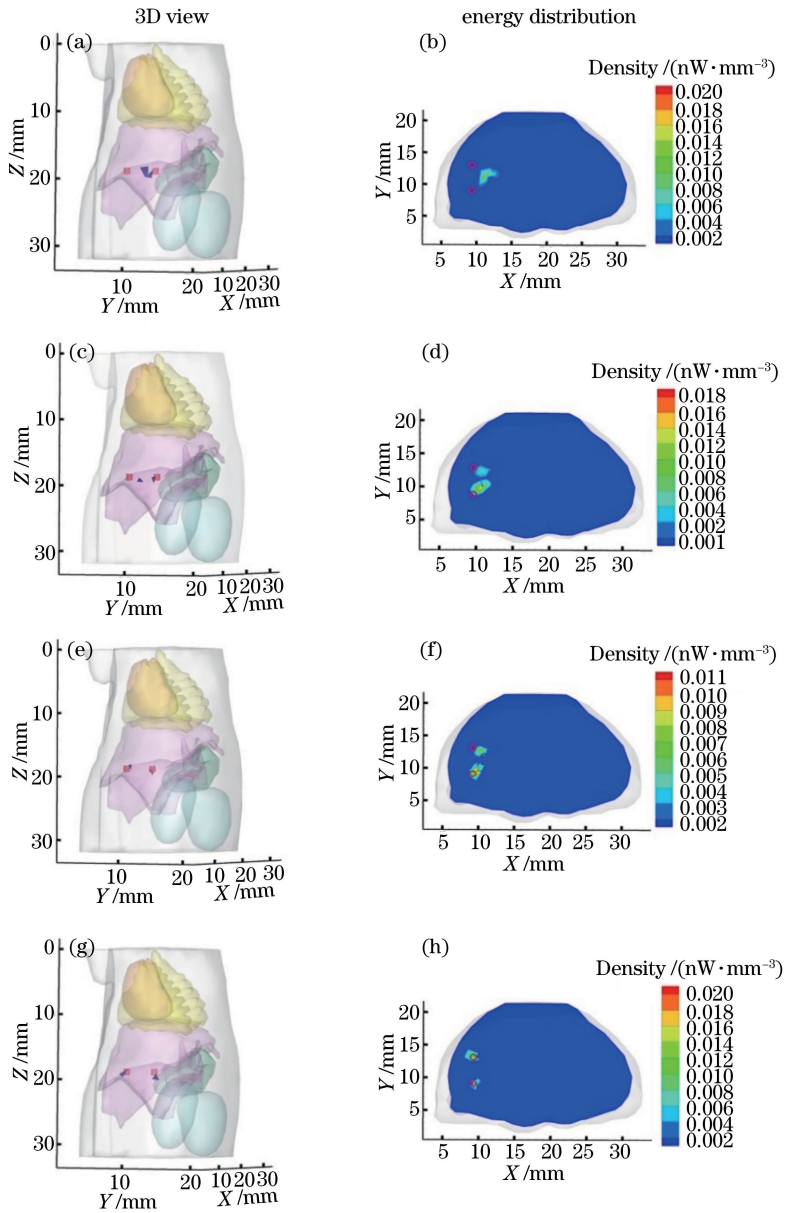 3D view
energy distribution
(a)
0
10
20
30
Z/mm
10
20
10 20 30
Y/mm
X/mm
(b)
Density/(nW·mm⁻³)
0.020
0.018
0.016
0.014
0.012
0.010
0.008
0.006
0.004
0.002
20
15
10
5
Y/mm
5 10 15 20 25 30
X/mm
(c)
0
10
20
30
Z/mm
10
20
10 20 30
Y/mm
X/mm
(d)
Density/(nW·mm⁻³)
0.018
0.016
0.014
0.012
0.010
0.008
0.006
0.004
0.002
0.001
20
15
10
5
Y/mm
5 10 15 20 25 30
X/mm
(e)
0
10
20
30
Z/mm
10
20
10 20 30
Y/mm
X/mm
(f)
Density/(nW·mm⁻³)
0.011
0.010
0.009
0.007
0.006
0.005
0.004
0.003
0.002
20
15
10
5
Y/mm
5 10 15 20 25 30
X/mm
(g)
0
10
20
30
Z/mm
10
20
10 20 30
Y/mm
X/mm
(h)
Density/(nW·mm⁻³)
0.020
0.018
0.016
0.014
0.012
0.010
0.008
0.006
0.004
0.002
20
15
10
5
Y/mm
5 10 15 20 25 30
X/mm